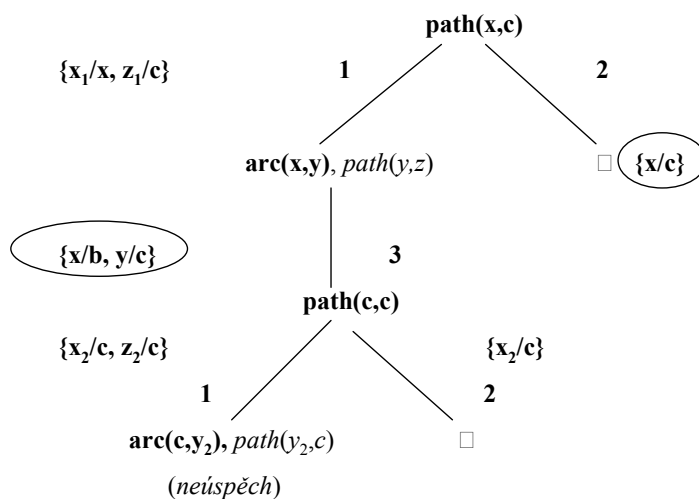 path(x,c)
{x₁/x, z₁/c} 1 2
arc(x,y), path(y,z) □ {x/c}
{x/b, y/c} 3
path(c,c)
{x₂/c, z₂/c} {x₂/c}
1 2
arc(c,y₂), path(y₂,c) □
(neúspěch)